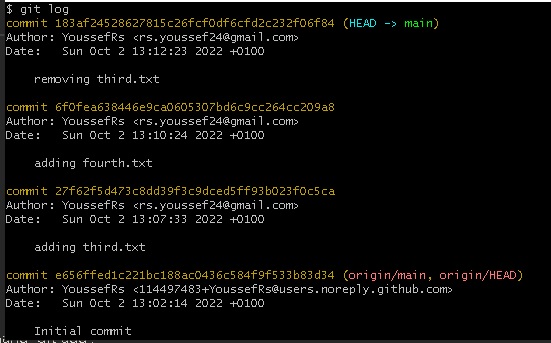 $ git log
commit 183af24528627815c26fcf0df6cfd2c232f06f84 (HEAD -> main)
Author: YoussefRs <rs.youssef24@gmail.com>
Date:   Sun Oct 2 13:12:23 2022 +0100
removing third.txt
commit 6f0fea638446e9ca0605307bd6c9cc264cc209a8
Author: YoussefRs <rs.youssef24@gmail.com>
Date:   Sun Oct 2 13:10:24 2022 +0100
adding fourth.txt
commit 27f62f5d473c8dd39f3c9dced5ff93b023f0c5ca
Author: YoussefRs <rs.youssef24@gmail.com>
Date:   Sun Oct 2 13:07:33 2022 +0100
adding third.txt
commit e656ffed1c221bc188ac0436c584f9f533b83d34 (origin/main, origin/HEAD)
Author: YoussefRs <114497483+YoussefRs@users.noreply.github.com>
Date:   Sun Oct 2 13:02:14 2022 +0100
Initial commit